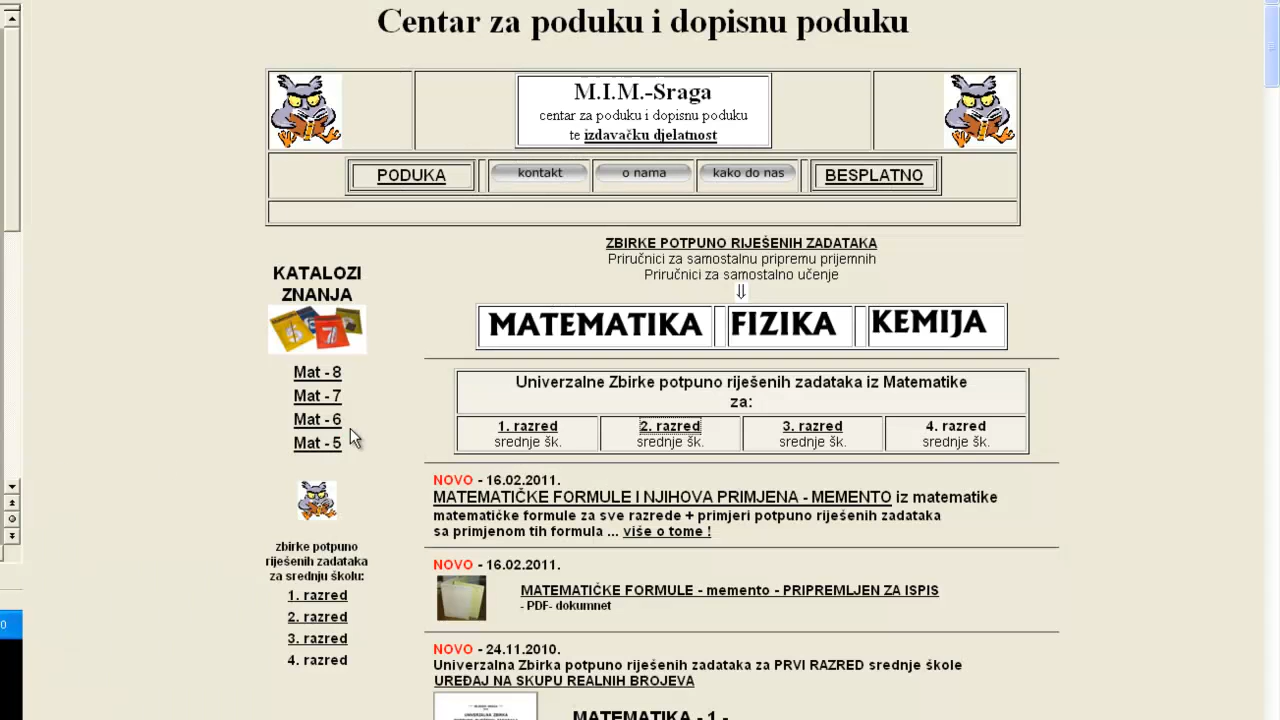 Centar za poduku i dopisnu poduku
M.I.M.-Sraga
centar za poduku i dopisnu poduku
te izdavačku djelatnost
PODUKA
kontakt
o nama
kako do nas
BESPLATNO
KATALOZI
ZNANJA
Mat - 8
Mat - 7
Mat - 6
Mat - 5
zbirke potpuno
riješenih zadataka
za srednju školu:
1. razred
2. razred
3. razred
4. razred
ZBIRKE POTPUNO RIJEŠENIH ZADATAKA
Priručnici za samostalnu pripremu prijemnih
Priručnici za samostalno učenje
⇓
MATEMATIKA
FIZIKA
KEMIJA
Univerzalne Zbirke potpuno riješenih zadataka iz Matematike
za:
1. razred
srednje šk.
2. razred
srednje šk.
3. razred
srednje šk.
4. razred
srednje šk.
NOVO - 16.02.2011.
MATEMATIČKE FORMULE I NJIHOVA PRIMJENA - MEMENTO iz matematike
matematičke formule za sve razrede + primjeri potpuno riješenih zadataka
sa primjenom tih formula ... više o tome !
NOVO - 16.02.2011.
MATEMATIČKE FORMULE - memento - PRIPREMLJEN ZA ISPIS
- PDF- dokumnet
NOVO - 24.11.2010.
Univerzalna Zbirka potpuno riješenih zadataka za PRVI RAZRED srednje škole
UREĐAJ NA SKUPU REALNIH BROJEVA
MATEMATIKA - 1 -